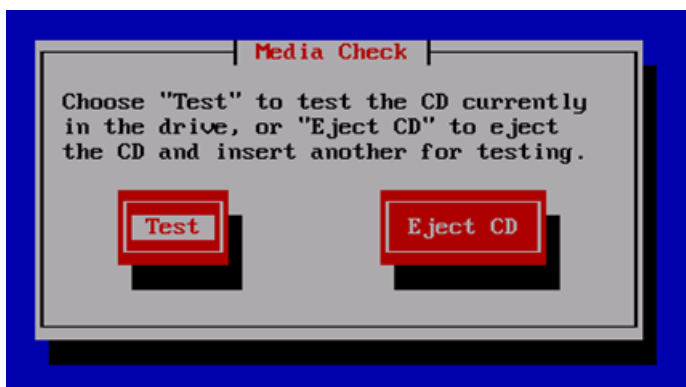 Media Check
Choose "Test" to test the CD currently
in the drive, or "Eject CD" to eject
the CD and insert another for testing.
Test
Eject CD